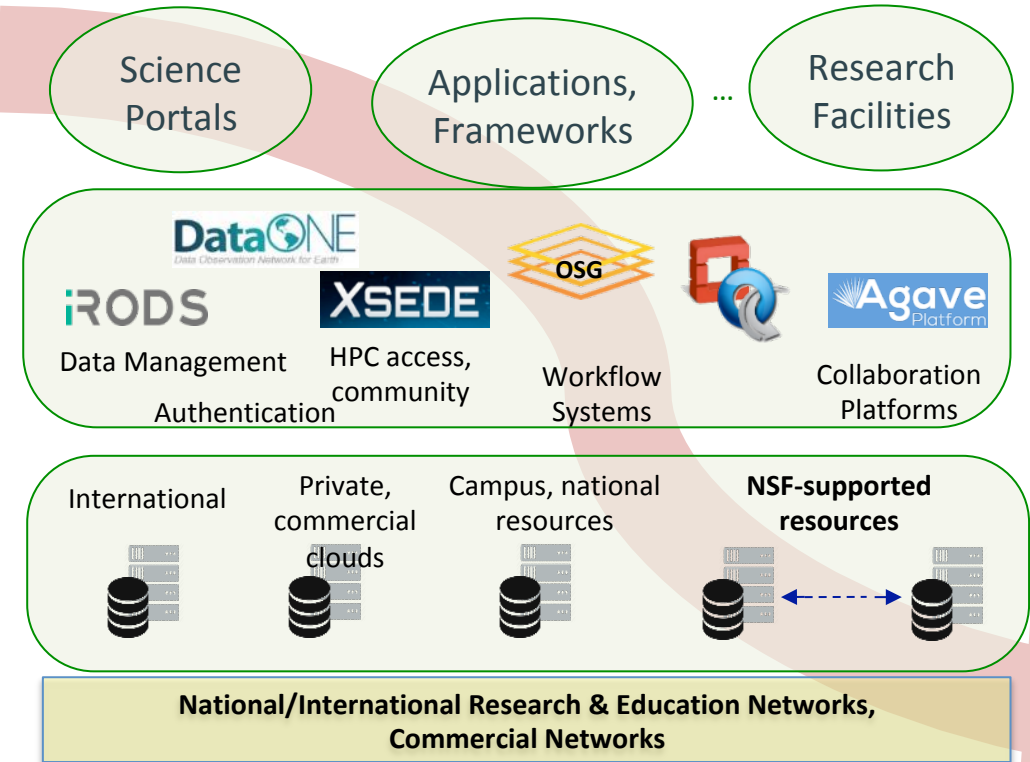 Science
Portals
Applications,
Frameworks
...
Research
Facilities
DataONE
Data Observation Network for Earth
iRODS
XSEDE
OSG
Agave
Platform
Data Management
HPC access,
community
Authentication
Workflow
Systems
Collaboration
Platforms
International
Private,
commercial
clouds
Campus, national
resources
NSF-supported
resources
National/International Research & Education Networks,
Commercial Networks